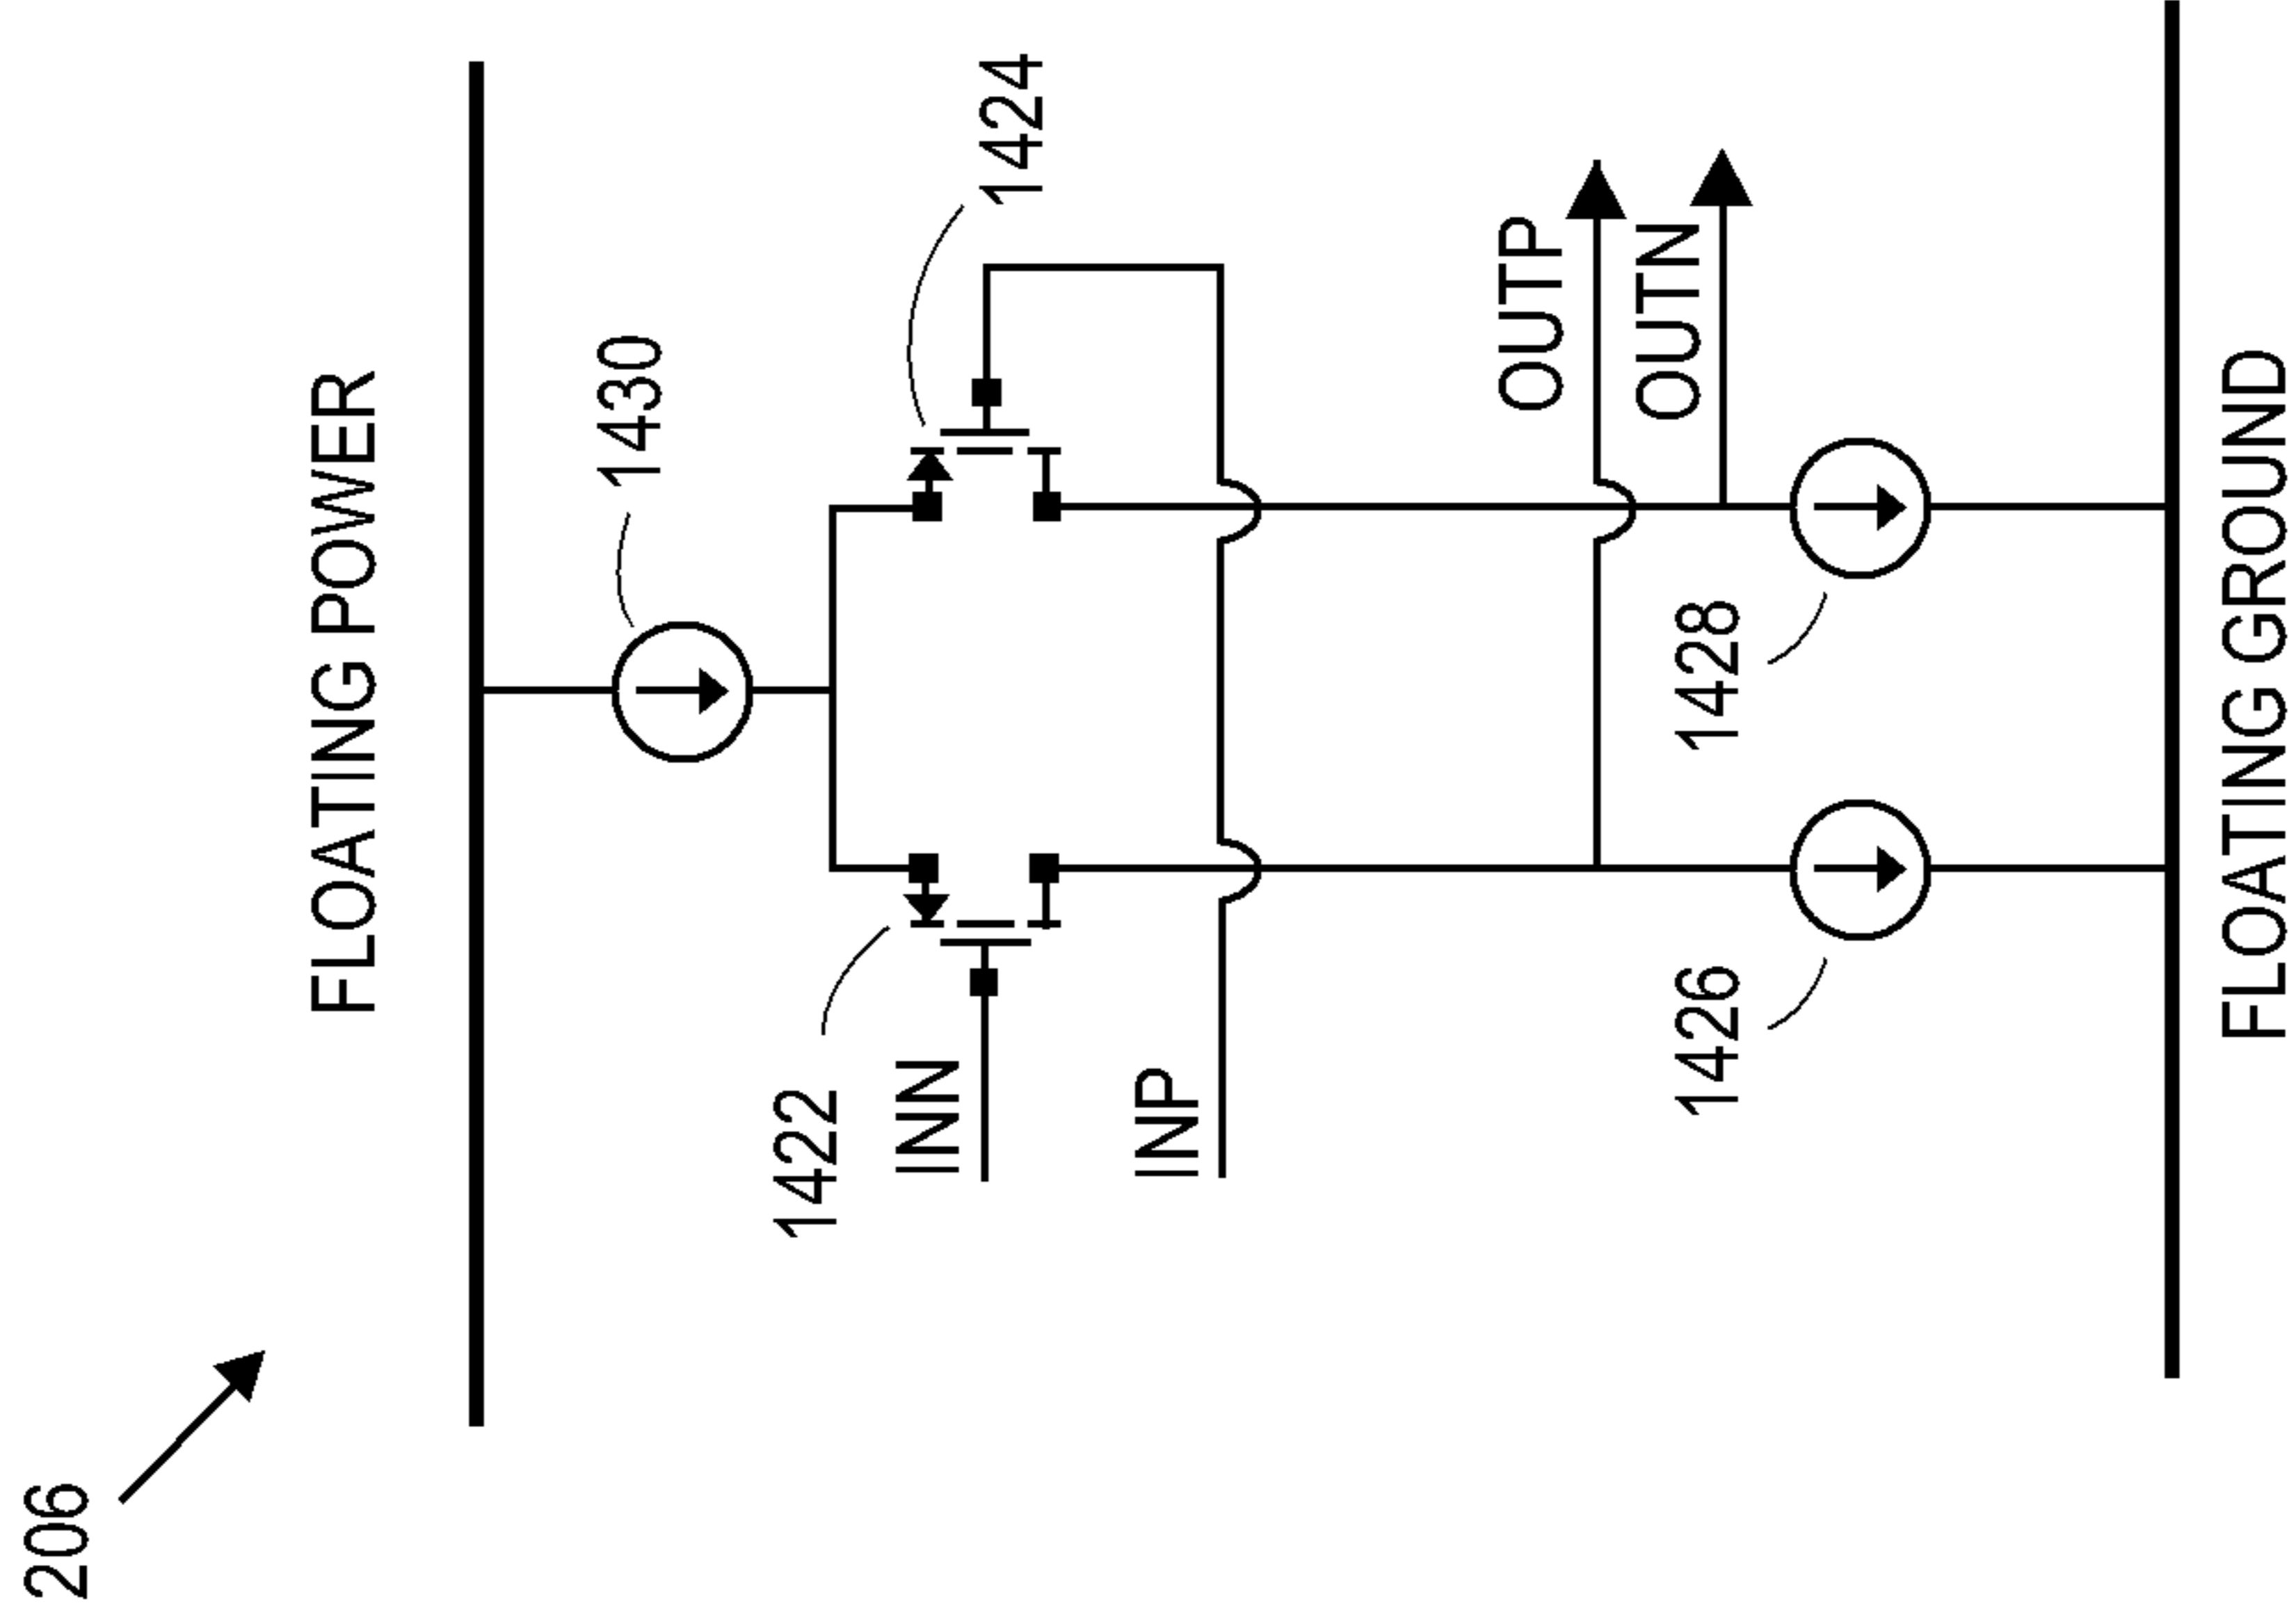 206
FLOATING POWER
1430
1422
1424
INN
INP
OUTP
OUTN
1426
1428
FLOATING GROUND